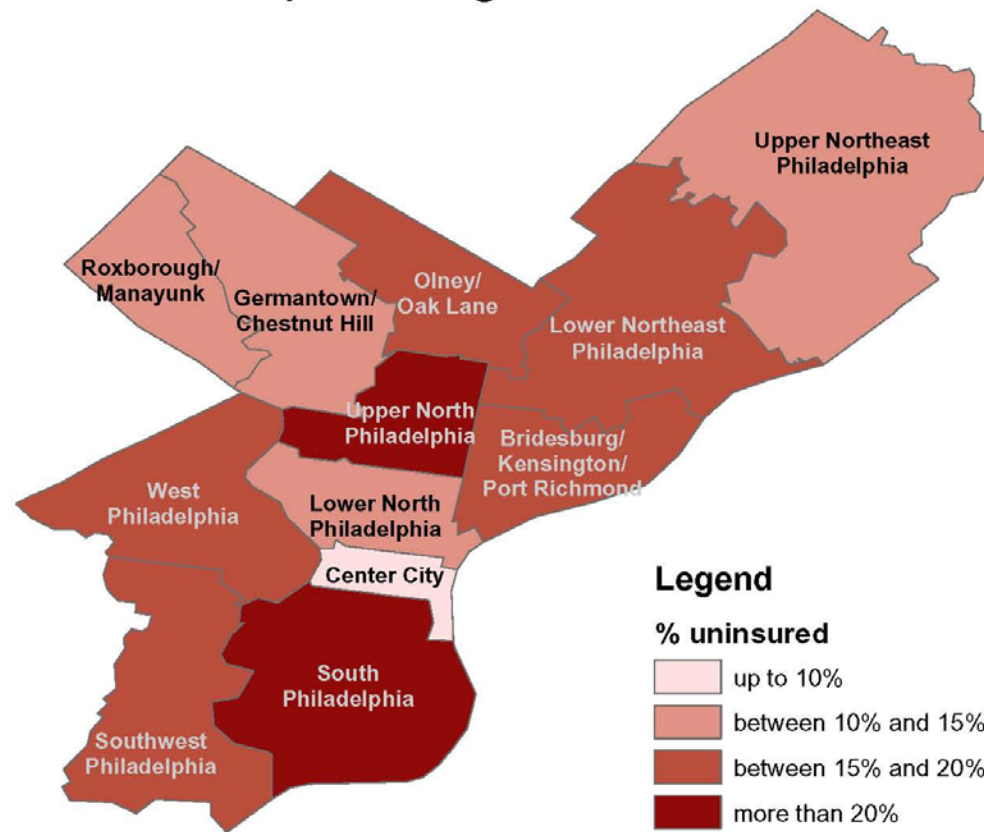 Upper Northeast
Philadelphia
Roxborough/
Manayunk
Germantown/
Chestnut Hill
Olney/
Oak Lane
Lower Northeast
Philadelphia
Upper North
Philadelphia
Bridesburg/
Kensington/
Port Richmond
West
Philadelphia
Lower North
Philadelphia
Center City
South
Philadelphia
Southwest
Philadelphia
Legend
% uninsured
up to 10%
between 10% and 15%
between 15% and 20%
more than 20%